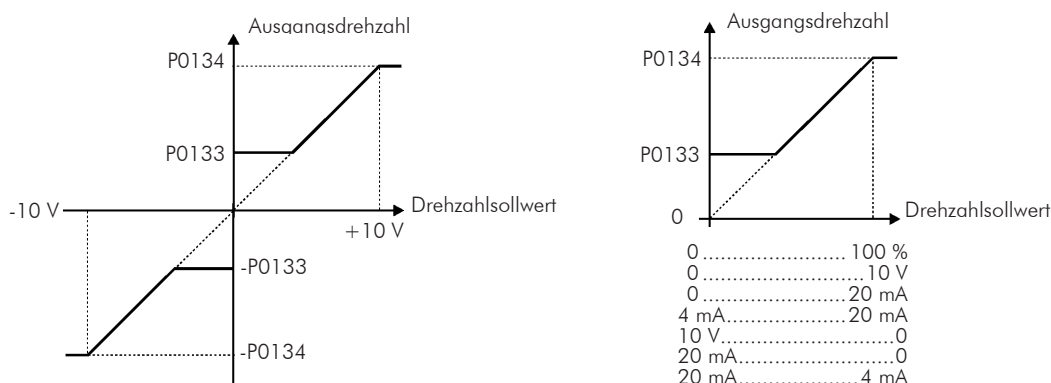 Ausgangsdrehzahl
P0134
P0133
-10 V
Drehzahlsollwert
+10 V
-P0133
-P0134
Ausgangsdrehzahl
P0134
P0133
0
Drehzahlsollwert
0 ........................ 100 %
0 ........................... 10 V
0 ........................ 20 mA
4 mA.................... 20 mA
10 V.............................0
20 mA..........................0
20 mA...................... 4 mA